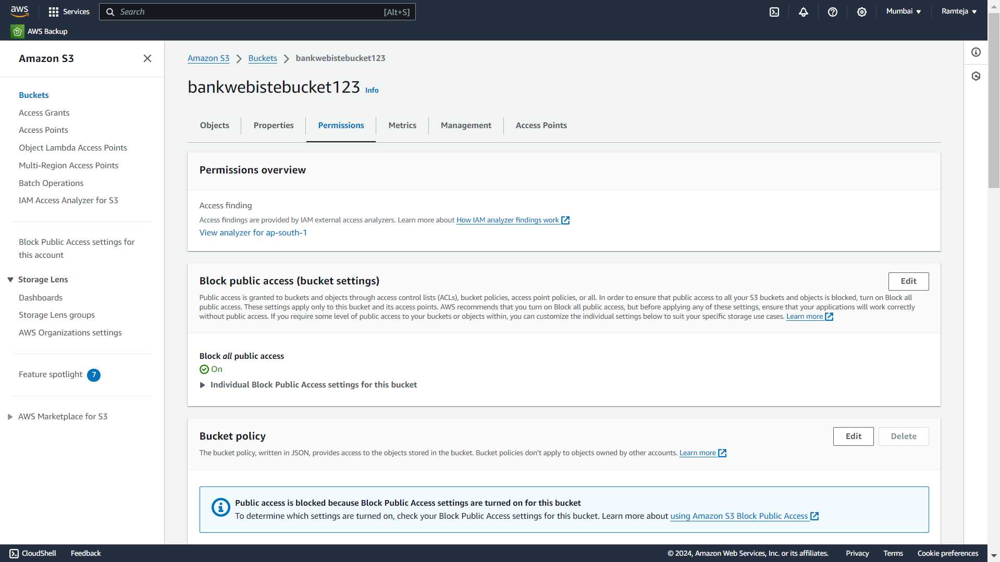 aws
Services
Search
[Alt+S]
Mumbai
Ramteja
AWS Backup
Amazon S3
Buckets
Access Grants
Access Points
Object Lambda Access Points
Multi-Region Access Points
Batch Operations
IAM Access Analyzer for S3
Block Public Access settings for
this account
Storage Lens
Dashboards
Storage Lens groups
AWS Organizations settings
Feature spotlight 7
AWS Marketplace for S3
Amazon S3 > Buckets > bankwebistebucket123
bankwebistebucket123 Info
Objects
Properties
Permissions
Metrics
Management
Access Points
Permissions overview
Access finding
Access findings are provided by IAM external access analyzers. Learn more about How IAM analyzer findings work
View analyzer for ap-south-1
Block public access (bucket settings)
Edit
Public access is granted to buckets and objects through access control lists (ACLs), bucket policies, access point policies, or all. In order to ensure that public access to all your S3 buckets and objects is blocked, turn on Block all
public access. These settings apply only to this bucket and its access points. AWS recommends that you turn on Block all public access, but before applying any of these settings, ensure that your applications will work correctly
without public access. If you require some level of public access to your buckets or objects within, you can customize the individual settings below to suit your specific storage use cases. Learn more
Block all public access
On
Individual Block Public Access settings for this bucket
Bucket policy
Edit
Delete
The bucket policy, written in JSON, provides access to the objects stored in the bucket. Bucket policies don't apply to objects owned by other accounts. Learn more
Public access is blocked because Block Public Access settings are turned on for this bucket
To determine which settings are turned on, check your Block Public Access settings for this bucket. Learn more about using Amazon S3 Block Public Access
CloudShell
Feedback
© 2024, Amazon Web Services, Inc. or its affiliates.
Privacy
Terms
Cookie preferences